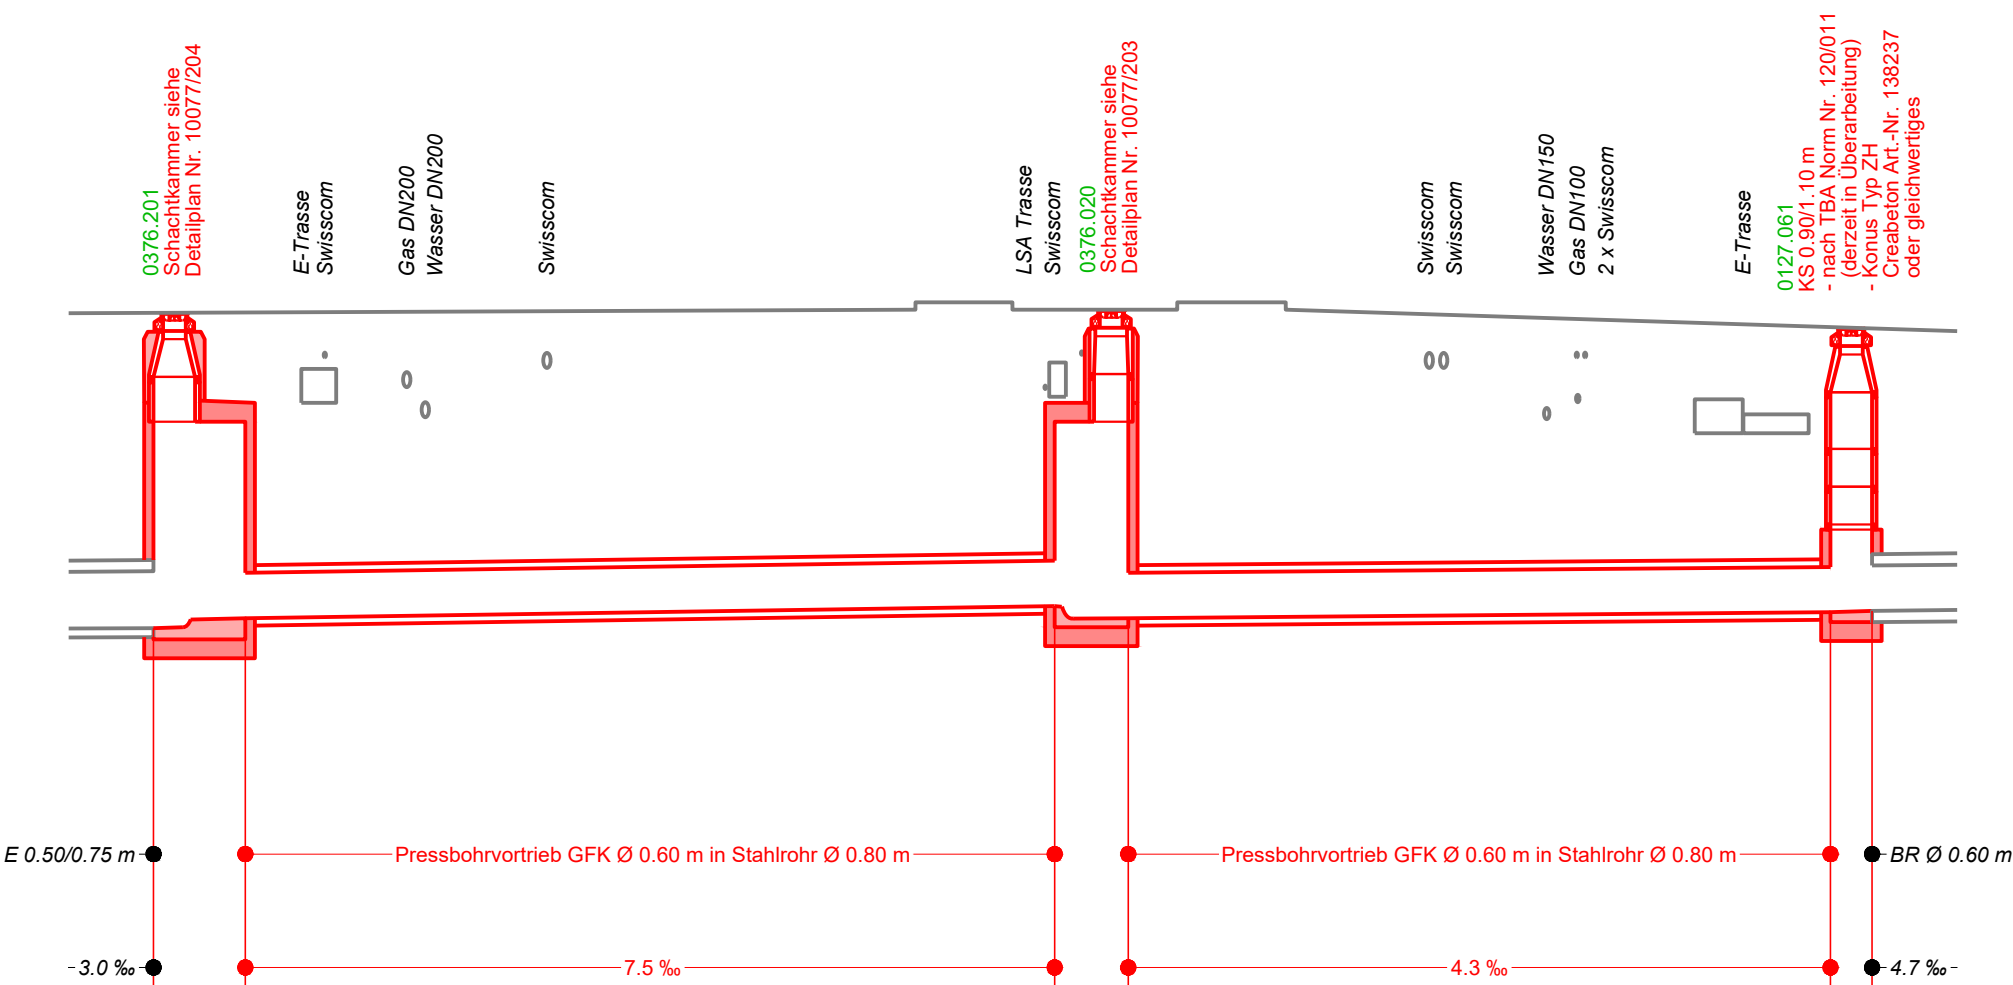 0376.201
Schachtkammer siehe
Detailplan Nr. 10077/204
E-Trasse
Swisscom
Gas DN200
Wasser DN200
Swisscom
LSA Trasse
Swisscom
0376.020
Schachtkammer siehe
Detailplan Nr. 10077/203
Swisscom
Swisscom
Wasser DN150
Gas DN100
2 x Swisscom
E-Trasse
0127.061
KS 0.90/1.10 m
- nach TBA Norm Nr. 120/011
(derzeit in Überarbeitung)
- Konus Typ ZH
Creabeton Art.-Nr. 138237
oder gleichwertiges
E 0.50/0.75 m
Pressbohrvortrieb GFK Ø 0.60 m in Stahlrohr Ø 0.80 m
Pressbohrvortrieb GFK Ø 0.60 m in Stahlrohr Ø 0.80 m
BR Ø 0.60 m
3.0 ‰
7.5 ‰
4.3 ‰
4.7 ‰